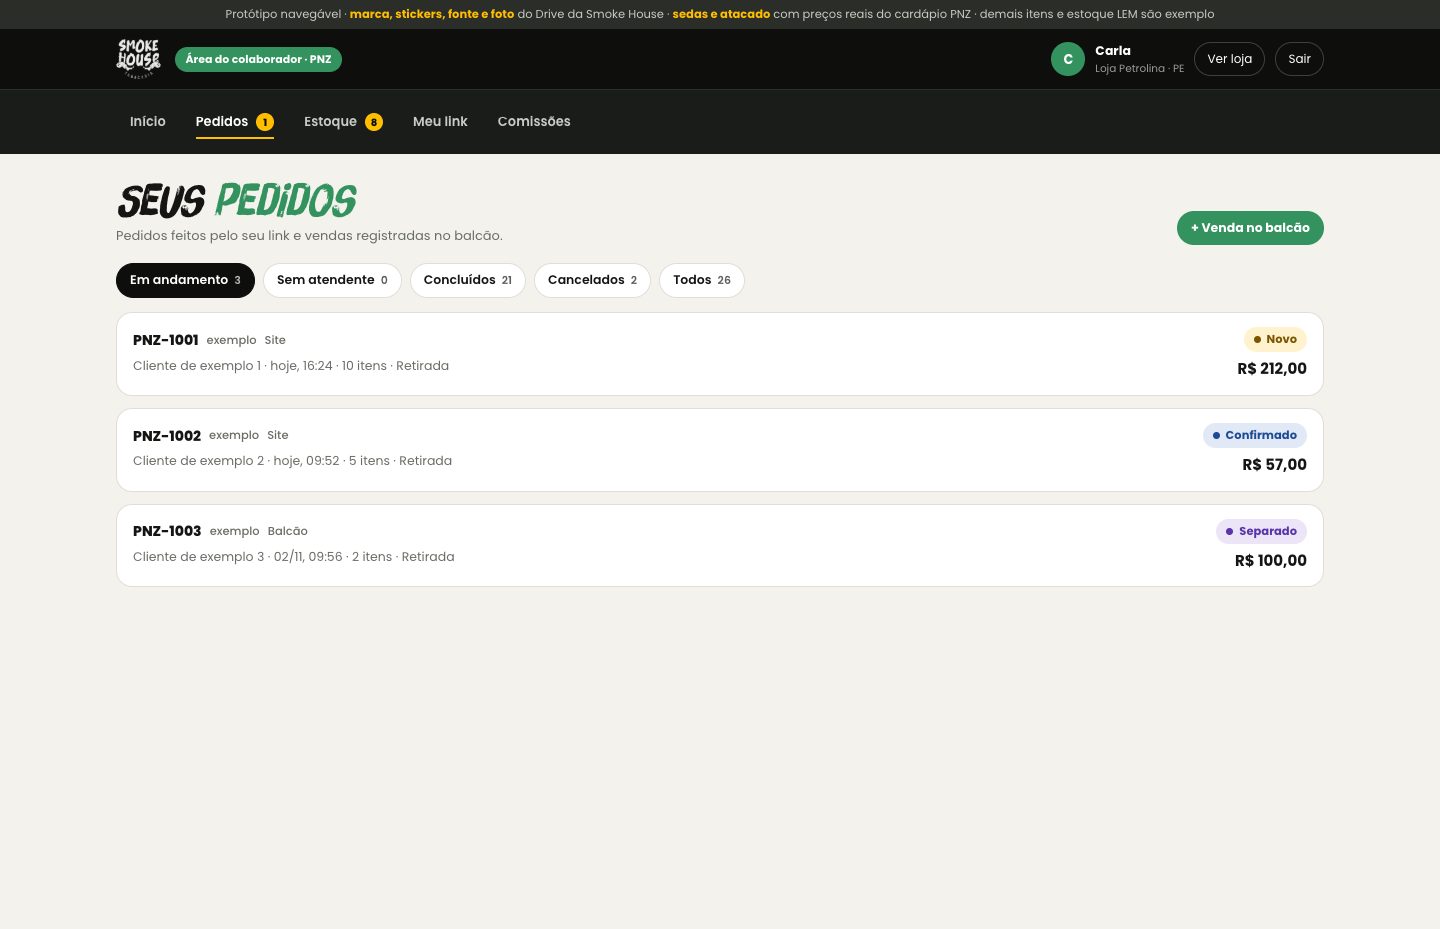 Protótipo navegável · marca, stickers, fonte e foto do Drive da Smoke House · sedas e atacado com preços reais do cardápio PNZ · demais itens e estoque LEM são exemplo
SMOKE
HOUSE
Área do colaborador · PNZ
C
Carla
Loja Petrolina · PE
Ver loja
Sair
Início
Pedidos 1
Estoque 8
Meu link
Comissões
SEUS PEDIDOS
Pedidos feitos pelo seu link e vendas registradas no balcão.
+ Venda no balcão
Em andamento 3
Sem atendente 0
Concluídos 21
Cancelados 2
Todos 26
PNZ-1001 exemplo Site
Novo
Cliente de exemplo 1 · hoje, 16:24 · 10 itens · Retirada
R$ 212,00
PNZ-1002 exemplo Site
Confirmado
Cliente de exemplo 2 · hoje, 09:52 · 5 itens · Retirada
R$ 57,00
PNZ-1003 exemplo Balcão
Separado
Cliente de exemplo 3 · 02/11, 09:56 · 2 itens · Retirada
R$ 100,00